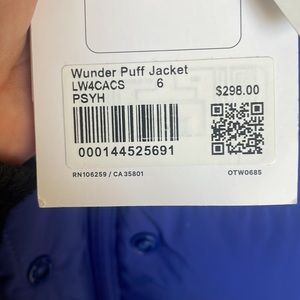 Wunder Puff Jacket
LW4CACS 6
PSYH
$298.00
000144525691
RN106259 / CA35801
OTW0685